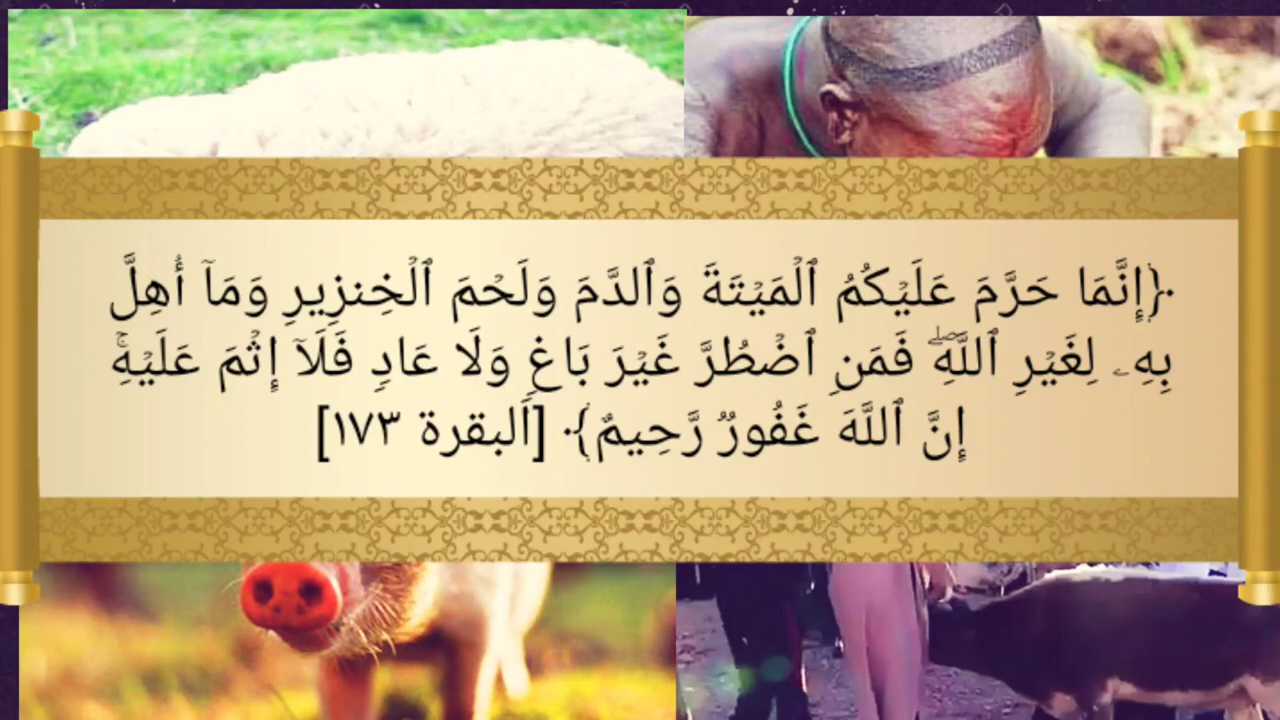 ﴿إِنَّمَا حَرَّمَ عَلَيۡكُمُ ٱلۡمَيۡتَةَ وَٱلدَّمَ وَلَحۡمَ ٱلۡخِنزِيرِ وَمَآ أُهِلَّ
بِهِۦ لِغَيۡرِ ٱللَّهِۖ فَمَنِ ٱضۡطُرَّ غَيۡرَ بَاغٖ وَلَا عَادٖ فَلَآ إِثۡمَ عَلَيۡهِۚ
إِنَّ ٱللَّهَ غَفُورٞ رَّحِيمٌ﴾ [البقرة ١٧٣]